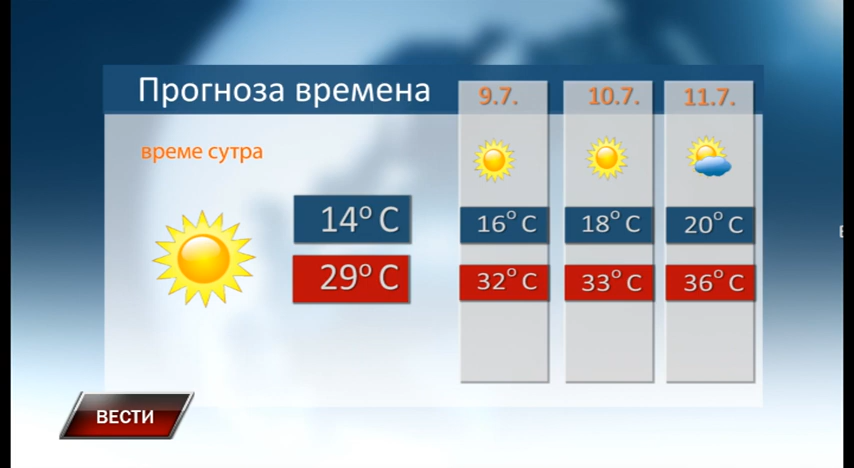 Прогноза времена
време сутра
14° C
29° C
9.7.
16° C
32° C
10.7.
18° C
33° C
11.7.
20° C
36° C
ВЕСТИ